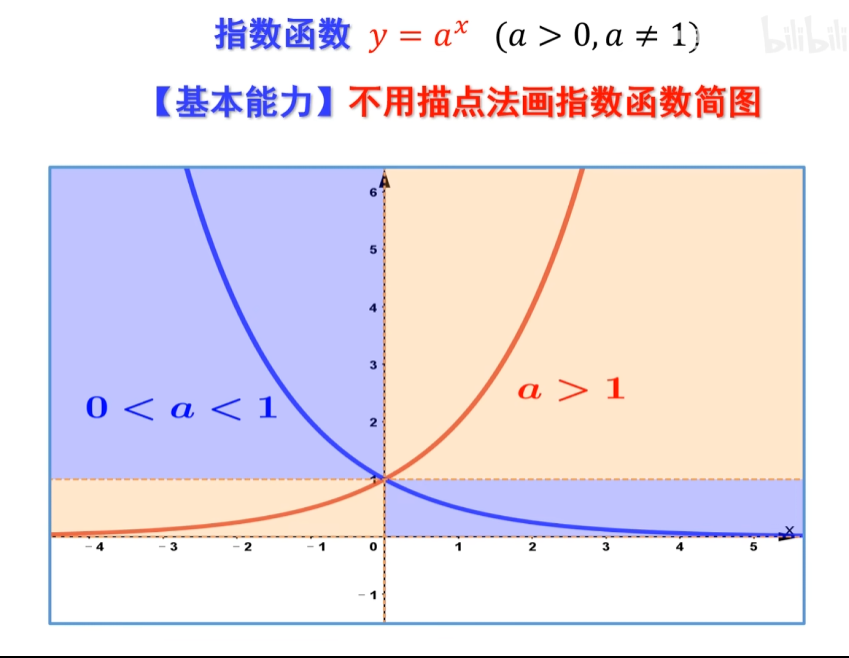 指数函数 y = aˣ (a > 0, a ≠ 1)
bilibili
【基本能力】不用描点法画指数函数简图
6
5
4
3
2
1
0 < a < 1
a > 1
x
-4 -3 -2 -1 0 1 2 3 4 5
-1